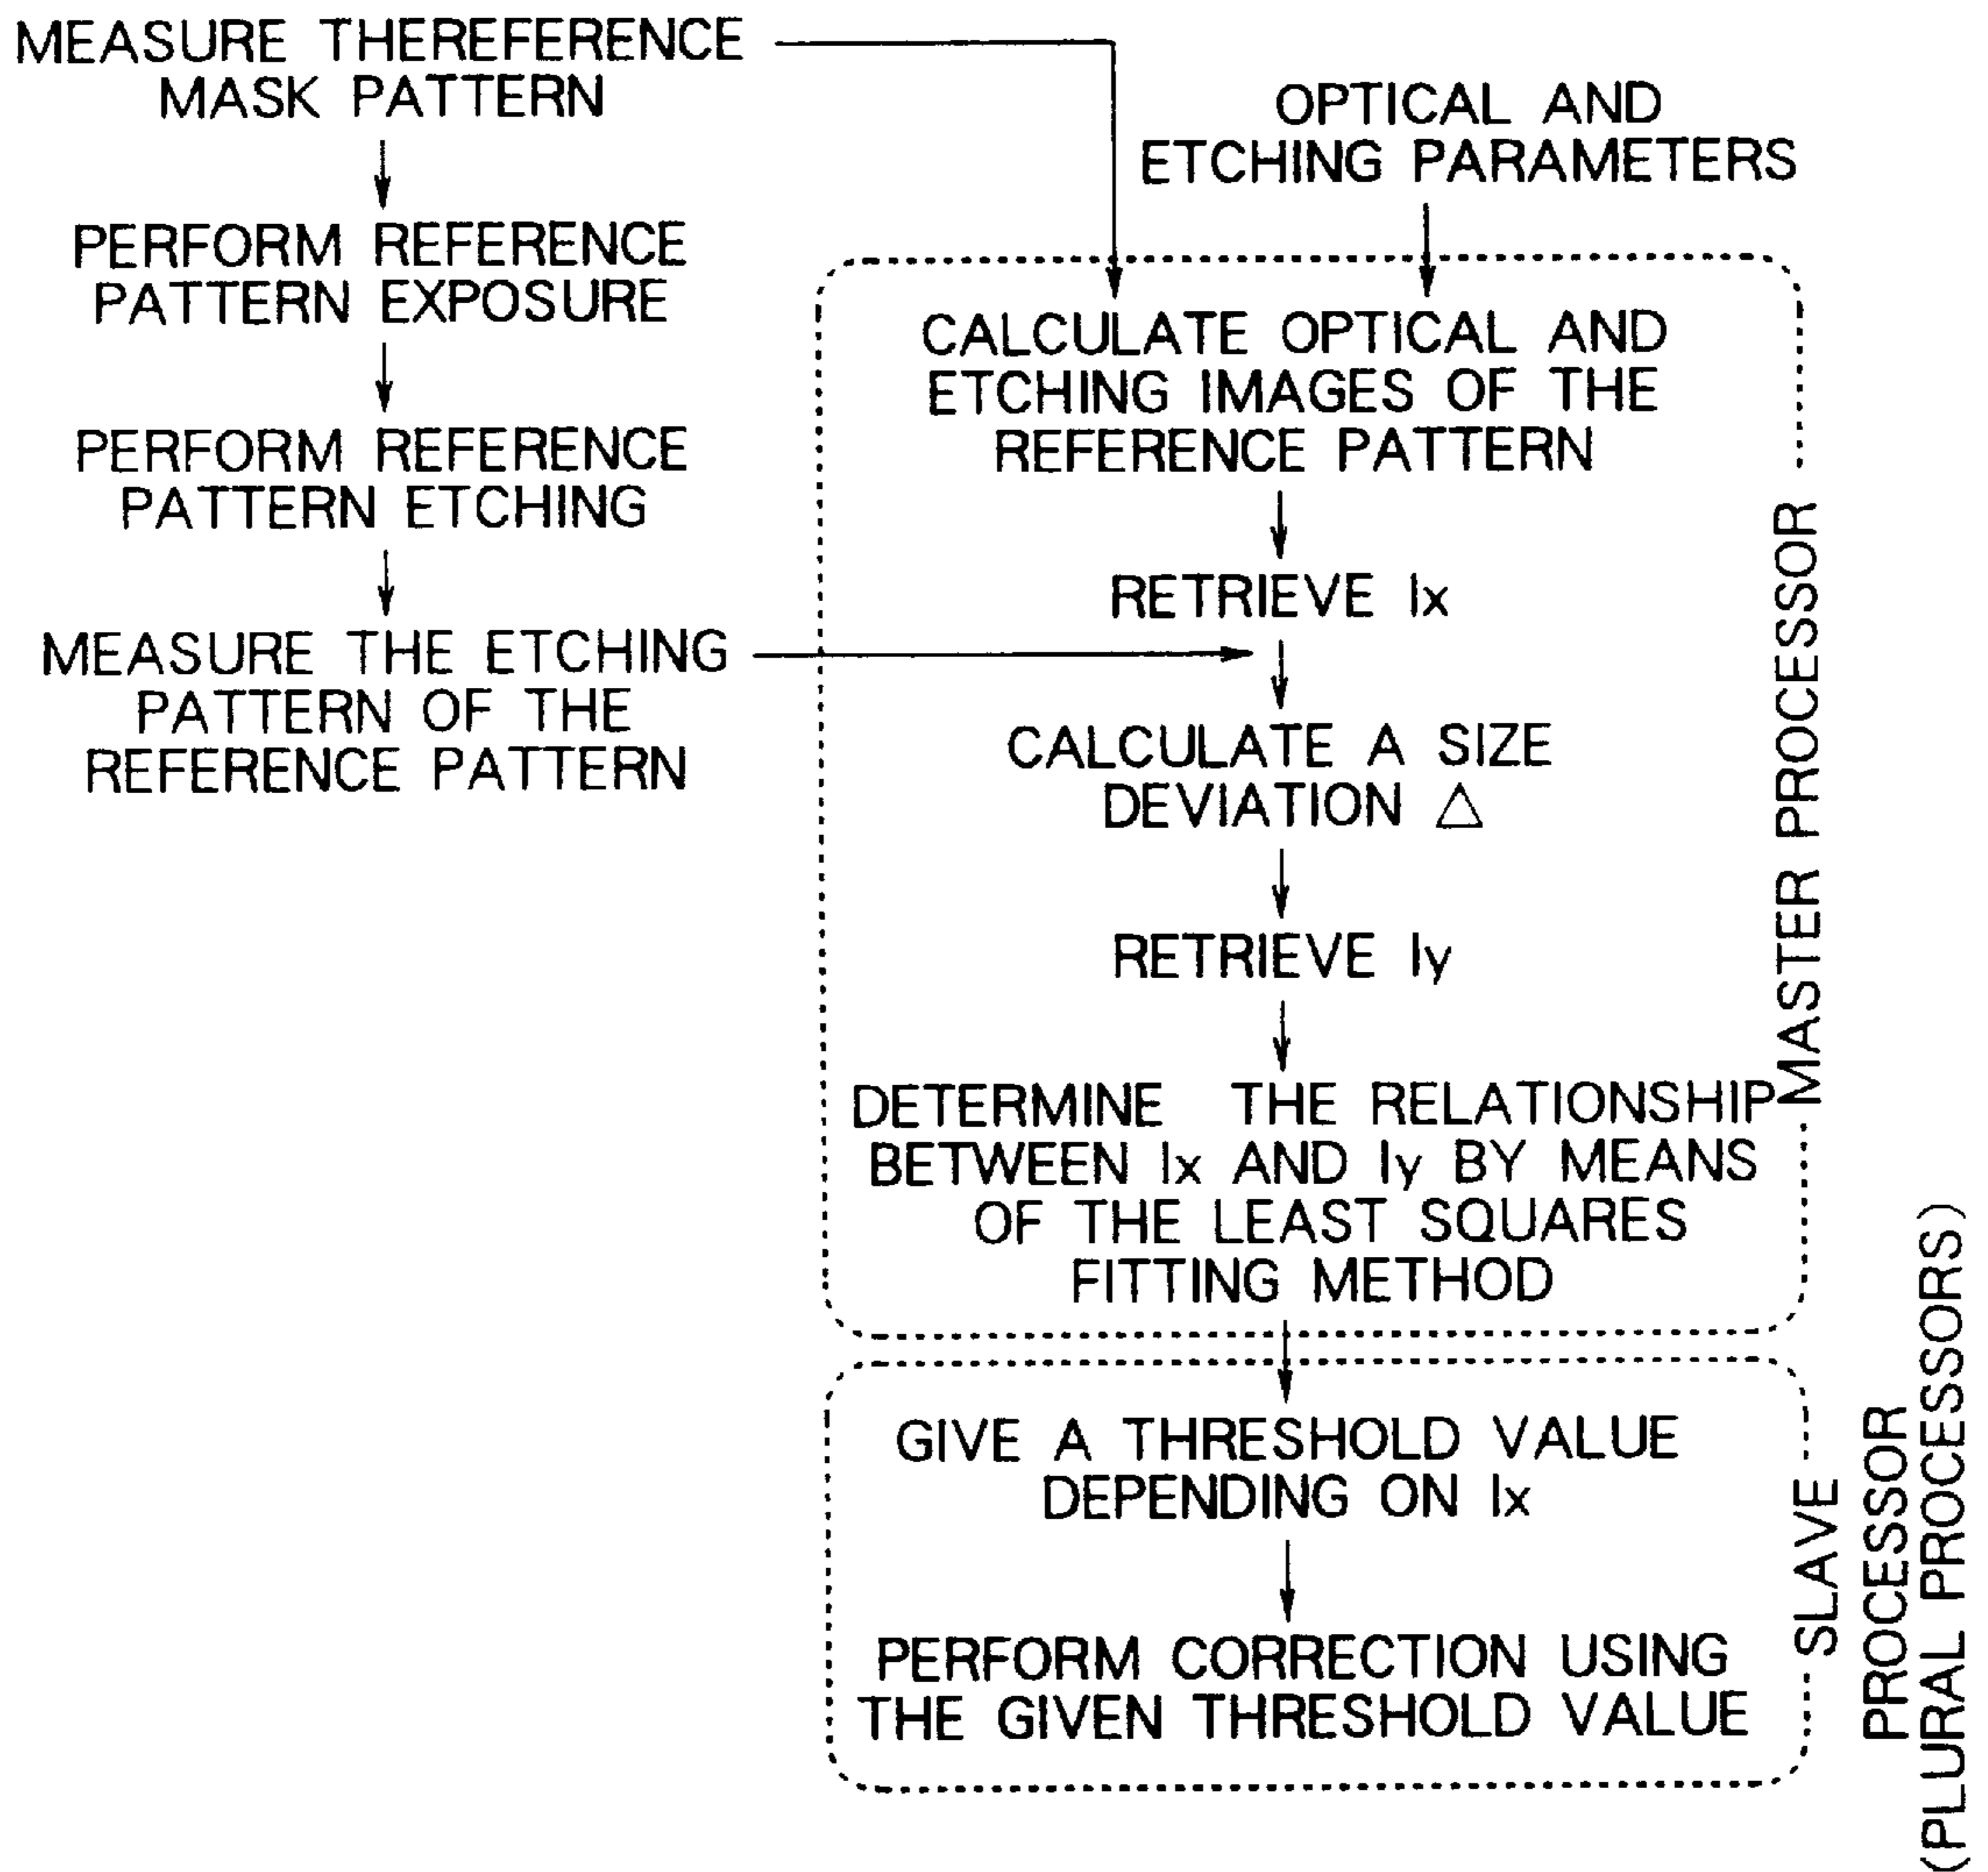 MEASURE THEREFERENCE
MASK PATTERN
PERFORM REFERENCE
PATTERN EXPOSURE
PERFORM REFERENCE
PATTERN ETCHING
MEASURE THE ETCHING
PATTERN OF THE
REFERENCE PATTERN
OPTICAL AND
ETCHING PARAMETERS
CALCULATE OPTICAL AND
ETCHING IMAGES OF THE
REFERENCE PATTERN
RETRIEVE Ix
CALCULATE A SIZE
DEVIATION △
RETRIEVE Iy
DETERMINE THE RELATIONSHIP
BETWEEN Ix AND Iy BY MEANS
OF THE LEAST SQUARES
FITTING METHOD
MASTER PROCESSOR
GIVE A THRESHOLD VALUE
DEPENDING ON Ix
PERFORM CORRECTION USING
THE GIVEN THRESHOLD VALUE
SLAVE
PROCESSOR
(PLURAL PROCESSORS)